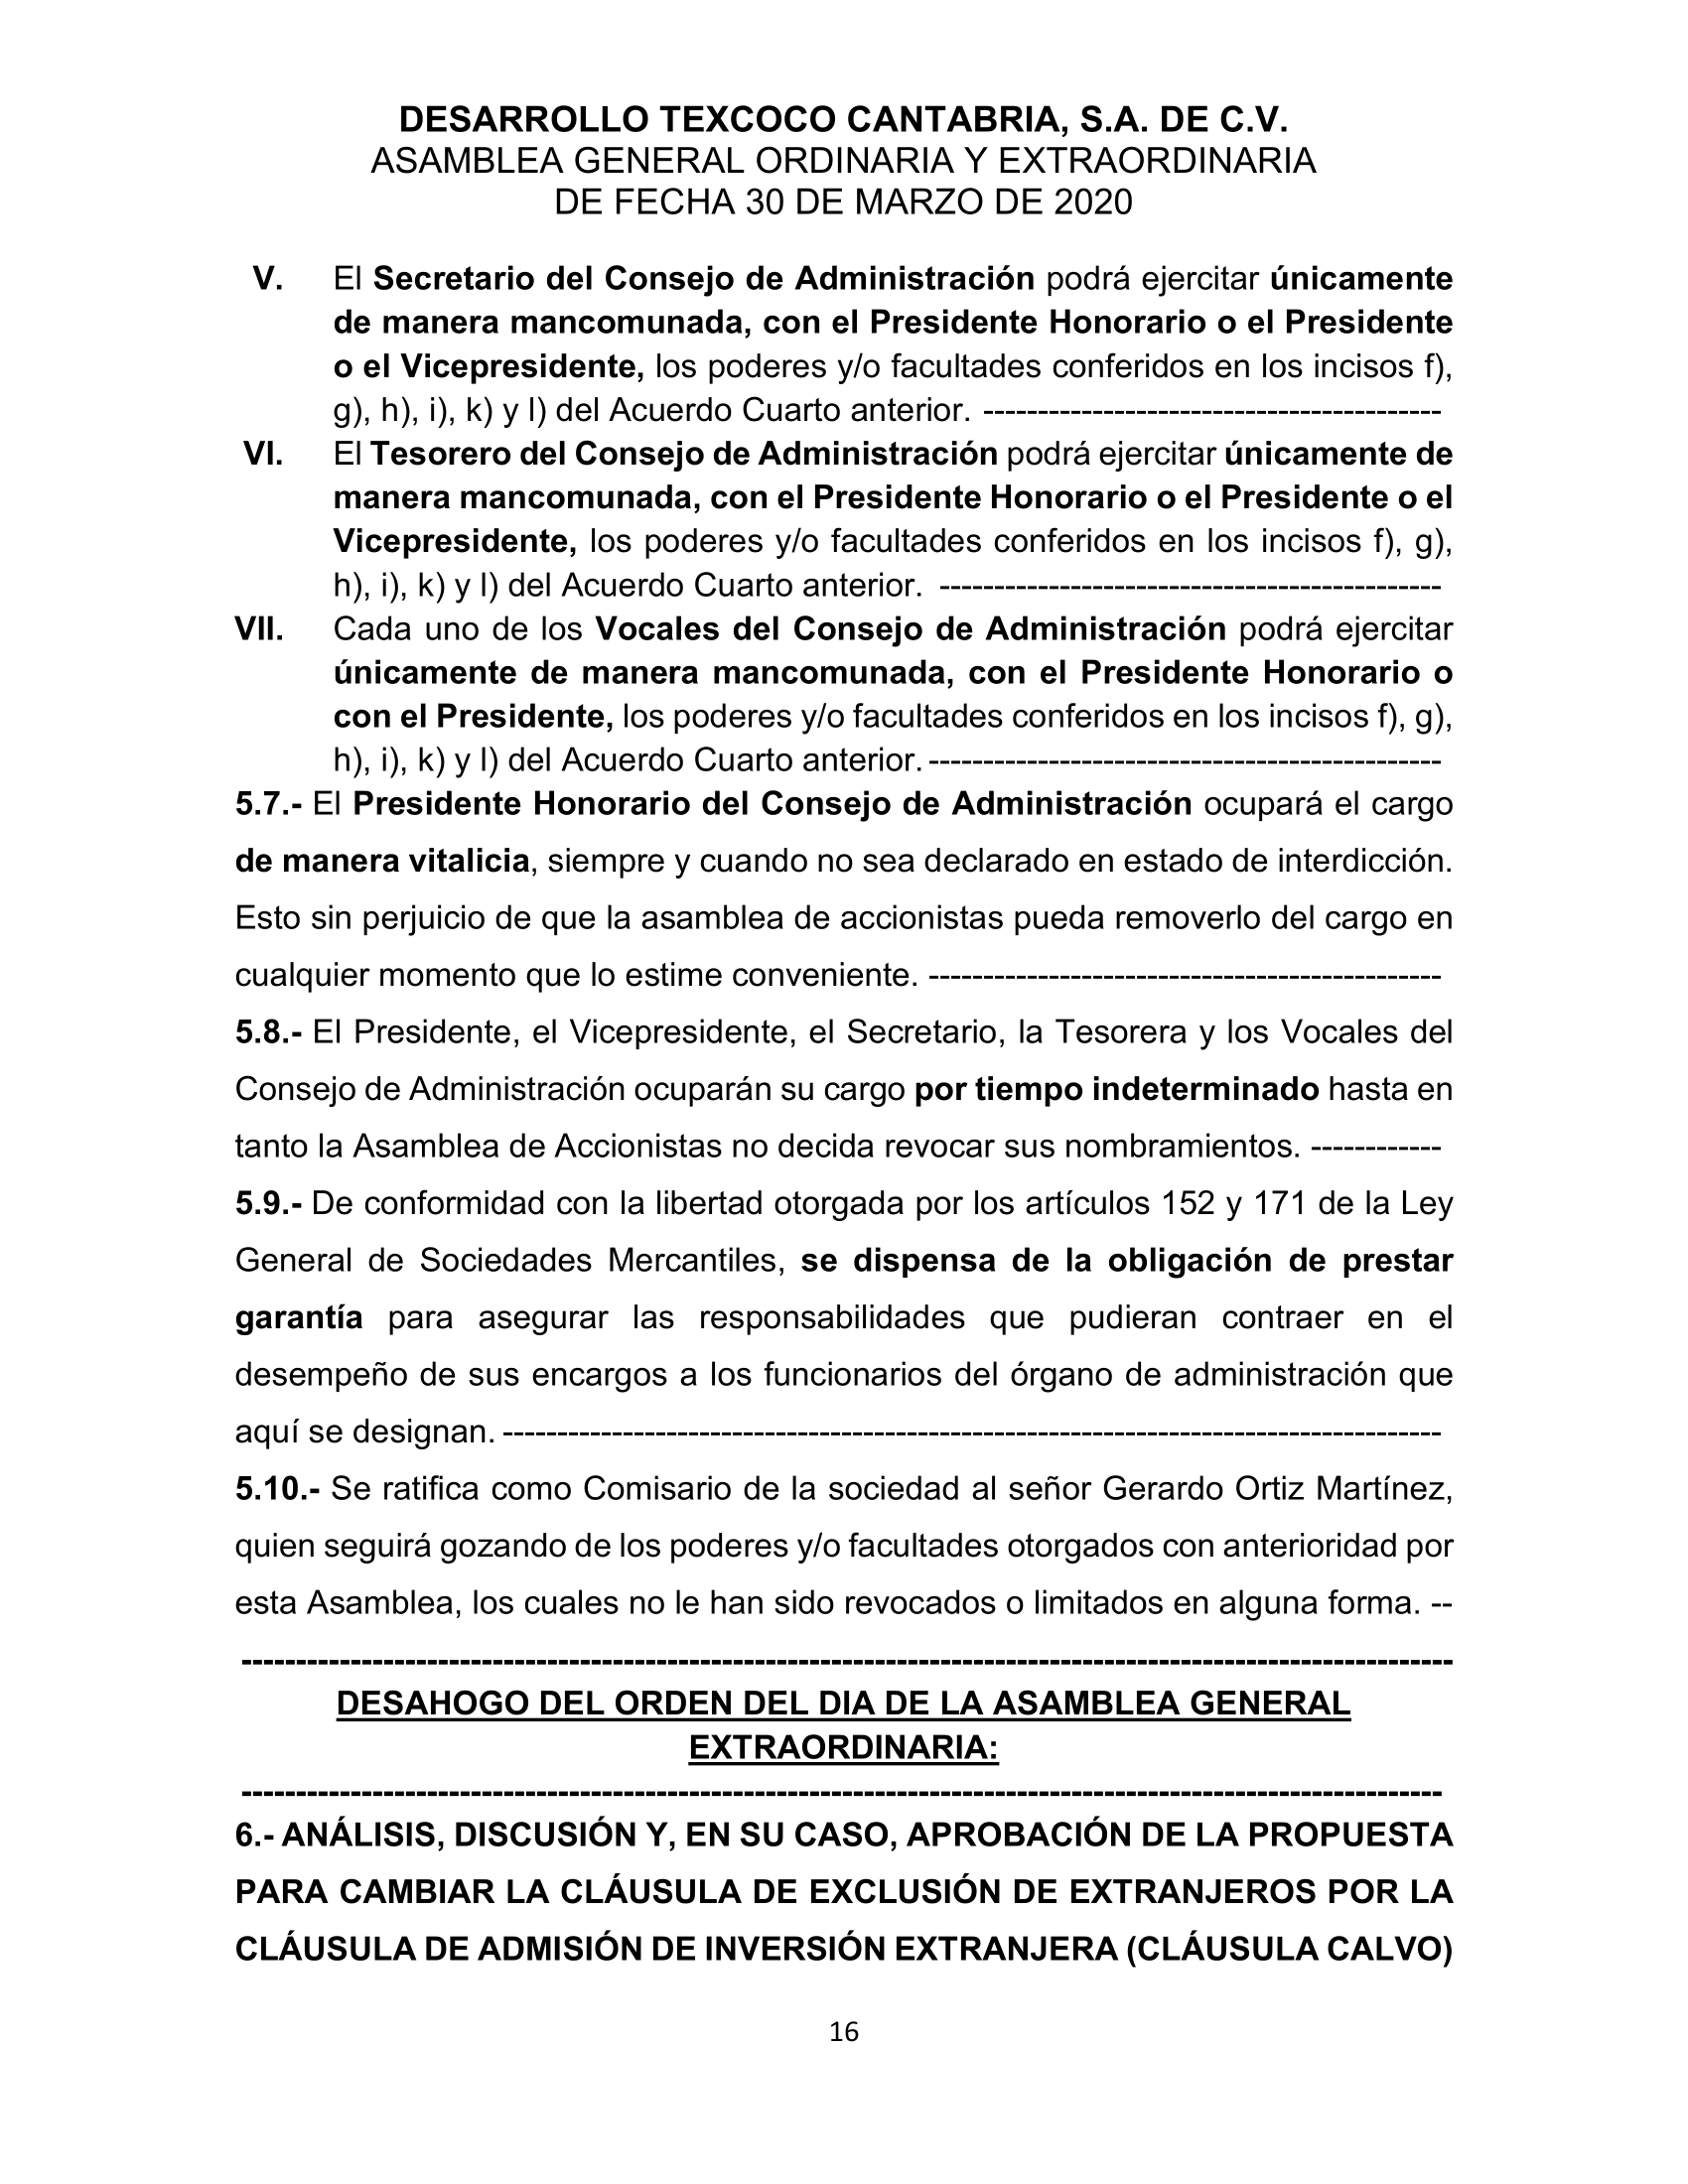 DESARROLLO TEXCOCO CANTABRIA, S.A. DE C.V.
ASAMBLEA GENERAL ORDINARIA Y EXTRAORDINARIA
DE FECHA 30 DE MARZO DE 2020
V. El Secretario del Consejo de Administración podrá ejercitar únicamente
de manera mancomunada, con el Presidente Honorario o el Presidente
o el Vicepresidente, los poderes y/o facultades conferidos en los incisos f),
g), h), i), k) y l) del Acuerdo Cuarto anterior. ------------------------------------------
VI. El Tesorero del Consejo de Administración podrá ejercitar únicamente de
manera mancomunada, con el Presidente Honorario o el Presidente o el
Vicepresidente, los poderes y/o facultades conferidos en los incisos f), g),
h), i), k) y l) del Acuerdo Cuarto anterior. ----------------------------------------------
VII. Cada uno de los Vocales del Consejo de Administración podrá ejercitar
únicamente de manera mancomunada, con el Presidente Honorario o
con el Presidente, los poderes y/o facultades conferidos en los incisos f), g),
h), i), k) y l) del Acuerdo Cuarto anterior. -----------------------------------------------
5.7.- El Presidente Honorario del Consejo de Administración ocupará el cargo
de manera vitalicia, siempre y cuando no sea declarado en estado de interdicción.
Esto sin perjuicio de que la asamblea de accionistas pueda removerlo del cargo en
cualquier momento que lo estime conveniente. -----------------------------------------------
5.8.- El Presidente, el Vicepresidente, el Secretario, la Tesorera y los Vocales del
Consejo de Administración ocuparán su cargo por tiempo indeterminado hasta en
tanto la Asamblea de Accionistas no decida revocar sus nombramientos. ------------
5.9.- De conformidad con la libertad otorgada por los artículos 152 y 171 de la Ley
General de Sociedades Mercantiles, se dispensa de la obligación de prestar
garantía para asegurar las responsabilidades que pudieran contraer en el
desempeño de sus encargos a los funcionarios del órgano de administración que
aquí se designan. --------------------------------------------------------------------------------------
5.10.- Se ratifica como Comisario de la sociedad al señor Gerardo Ortiz Martínez,
quien seguirá gozando de los poderes y/o facultades otorgados con anterioridad por
esta Asamblea, los cuales no le han sido revocados o limitados en alguna forma. --
---------------------------------------------------------------------------------------------------------------
DESAHOGO DEL ORDEN DEL DIA DE LA ASAMBLEA GENERAL
EXTRAORDINARIA:
--------------------------------------------------------------------------------------------------------------
6.- ANÁLISIS, DISCUSIÓN Y, EN SU CASO, APROBACIÓN DE LA PROPUESTA
PARA CAMBIAR LA CLÁUSULA DE EXCLUSIÓN DE EXTRANJEROS POR LA
CLÁUSULA DE ADMISIÓN DE INVERSIÓN EXTRANJERA (CLÁUSULA CALVO)
16